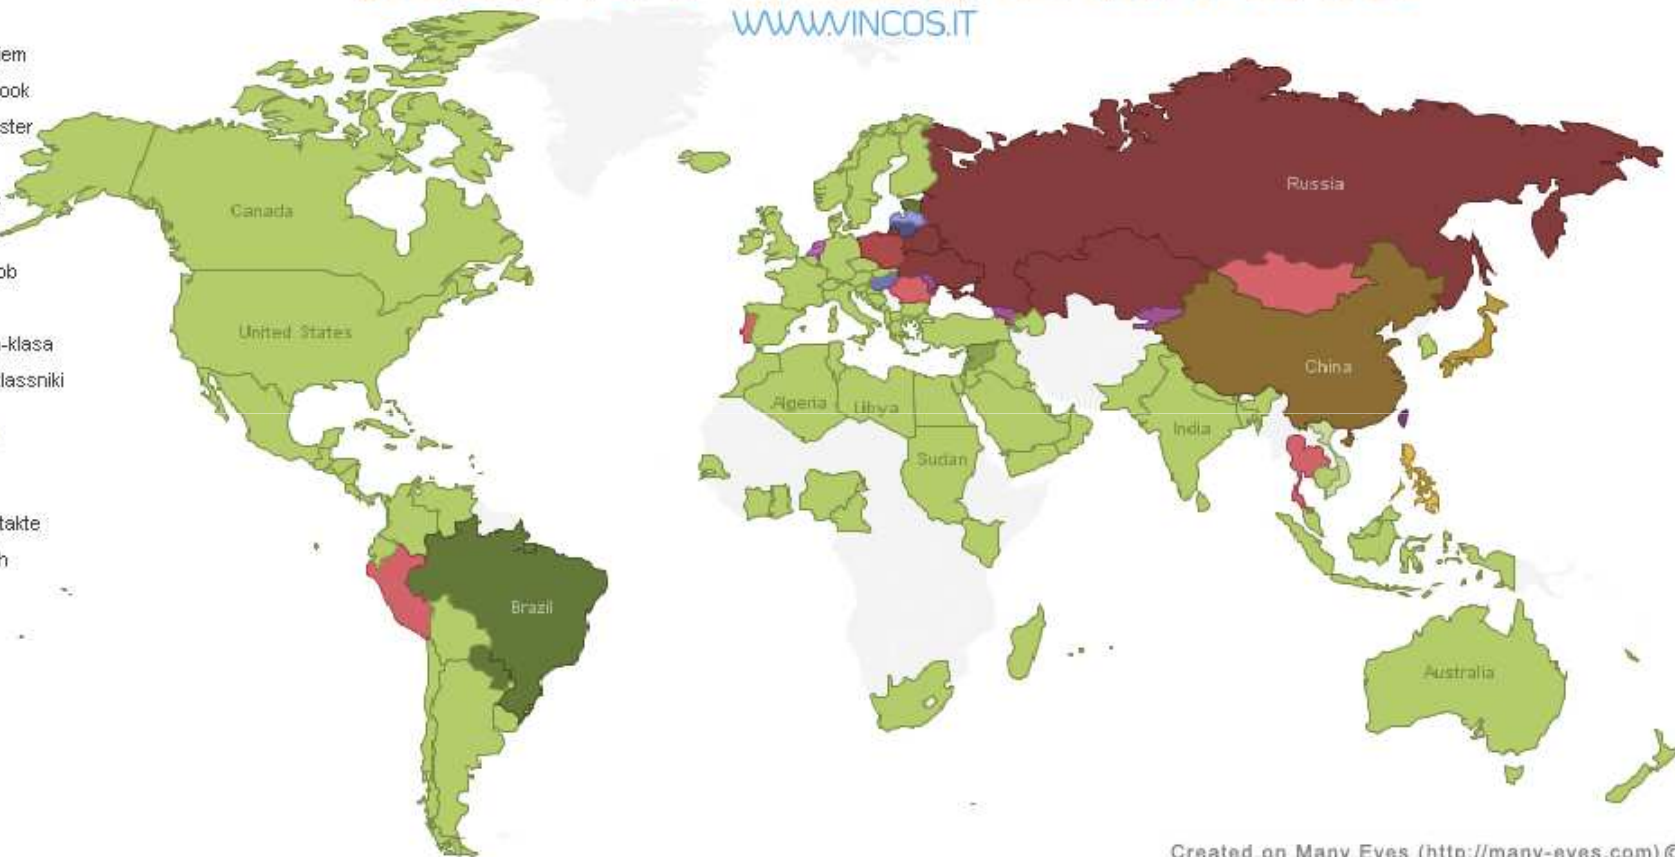 WWW.VINCOS.IT
iem
ook
ster
ob
-klasa
lassniki
takte
h
Canada
United States
Brazil
Algeria
Libya
Sudan
Russia
China
India
Australia
Created on Many Eyes (http://many-eyes.com) ©